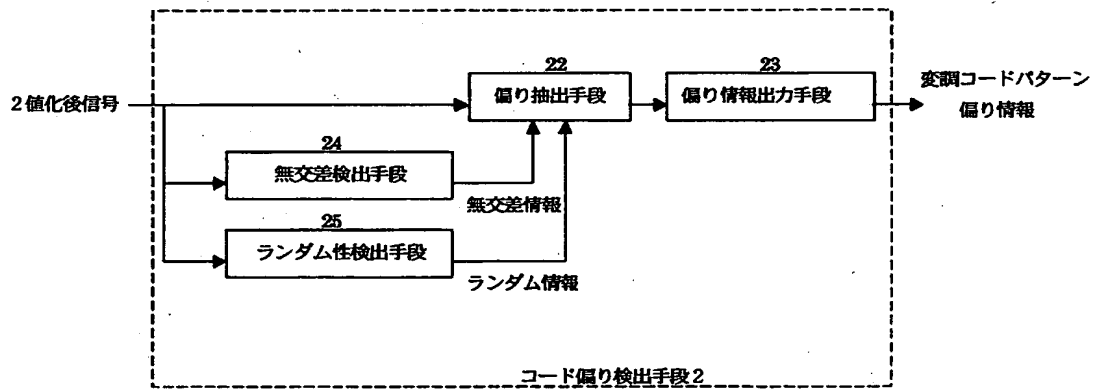 22
23
2値化後信号
偏り抽出手段
偏り情報出力手段
変調コードパターン
偏り情報
24
無交差検出手段
無交差情報
25
ランダム性検出手段
ランダム情報
コード偏り検出手段2